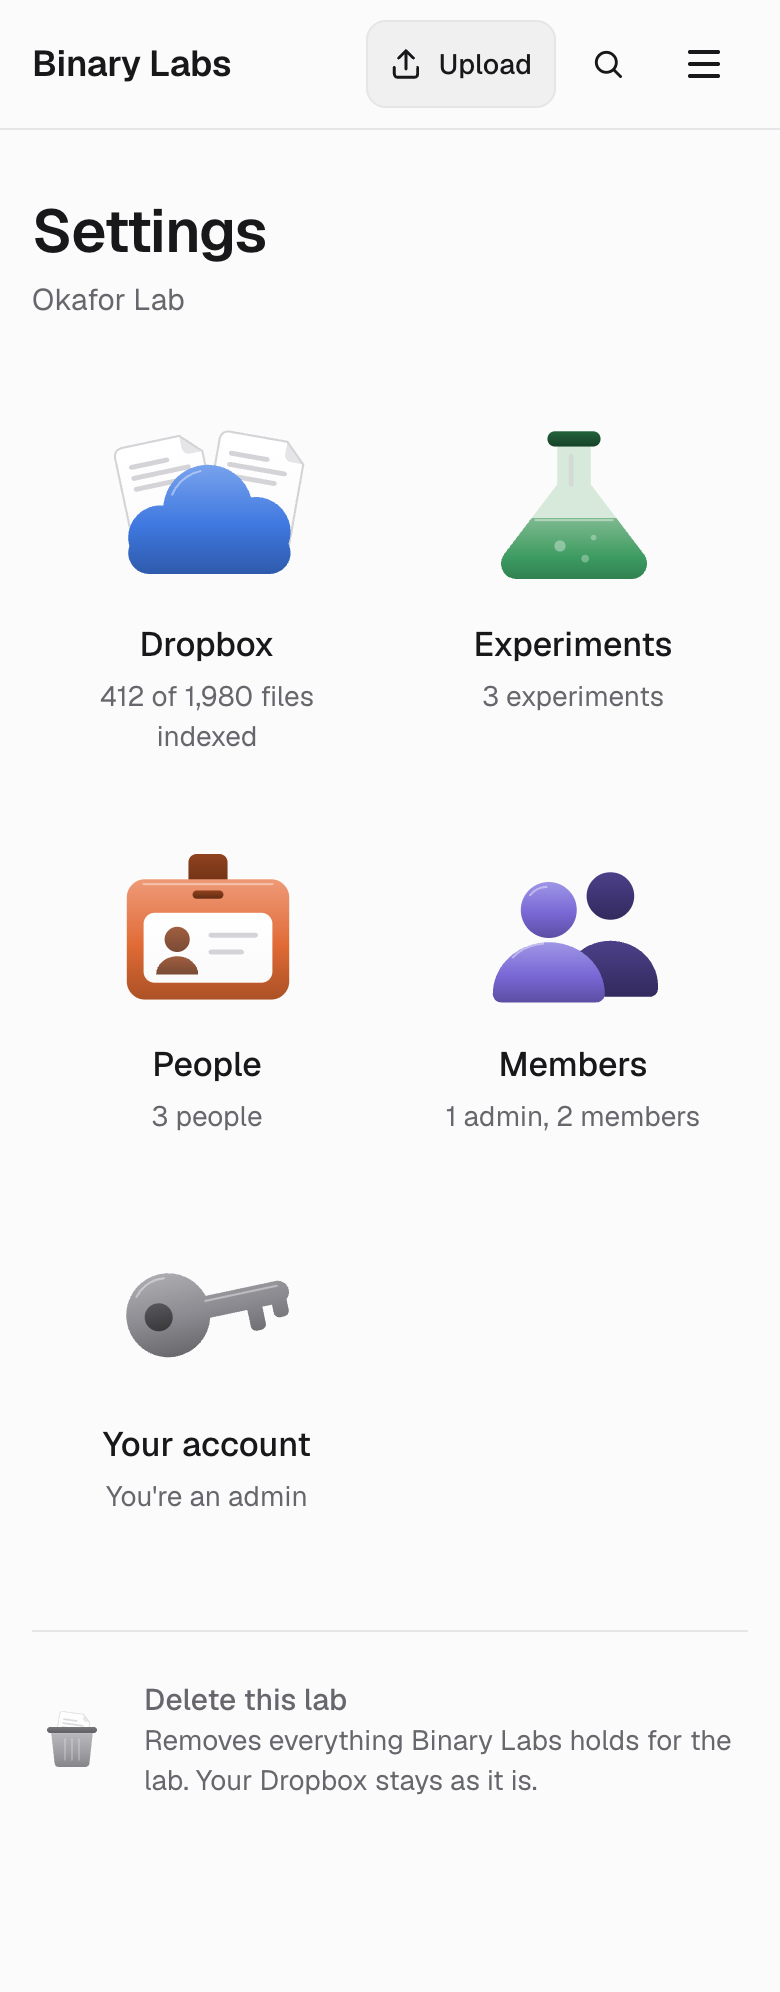 Binary Labs
Upload
Settings
Okafor Lab
Dropbox
412 of 1,980 files
indexed
Experiments
3 experiments
People
3 people
Members
1 admin, 2 members
Your account
You're an admin
Delete this lab
Removes everything Binary Labs holds for the
lab. Your Dropbox stays as it is.